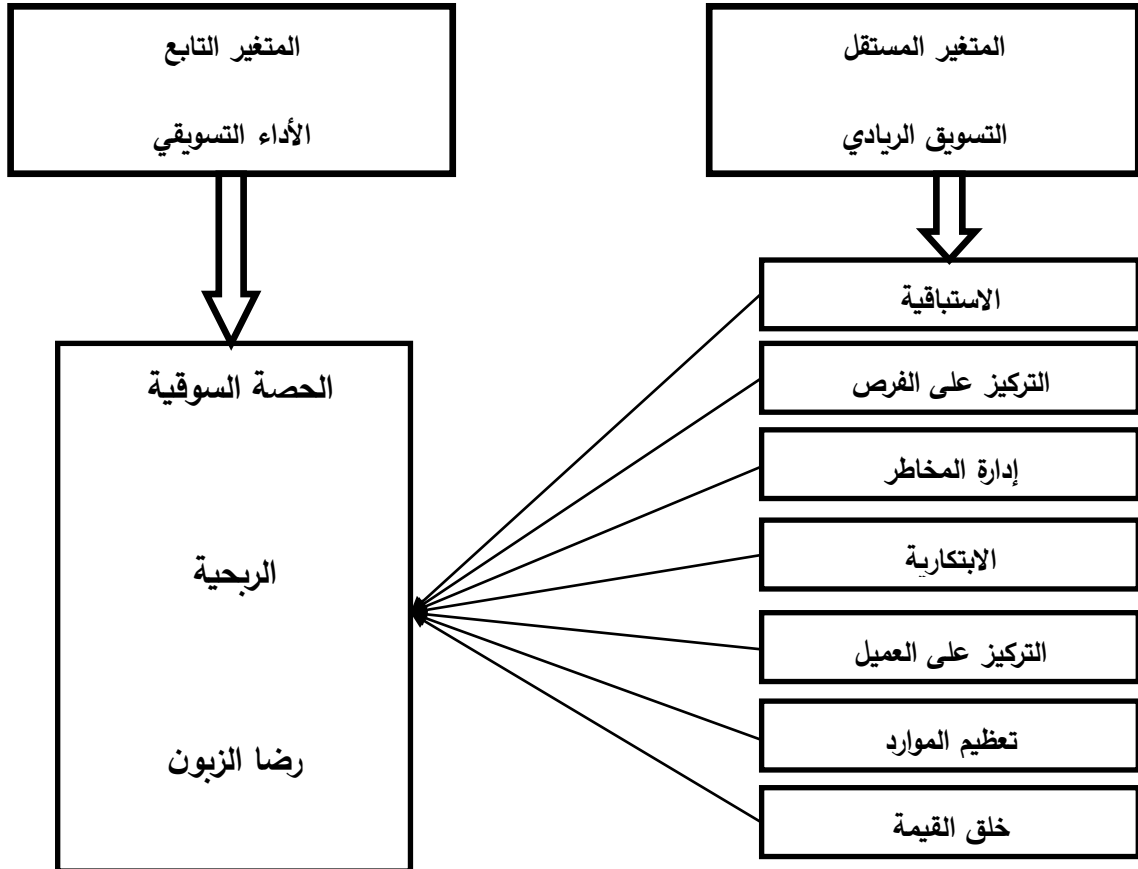 المتغير المستقل
التسويق الريادي
المتغير التابع
الأداء التسويقي
الاستباقية
التركيز على الفرص
إدارة المخاطر
الابتكارية
التركيز على العميل
تعظيم الموارد
خلق القيمة
الحصة السوقية
الربحية
رضا الزبون